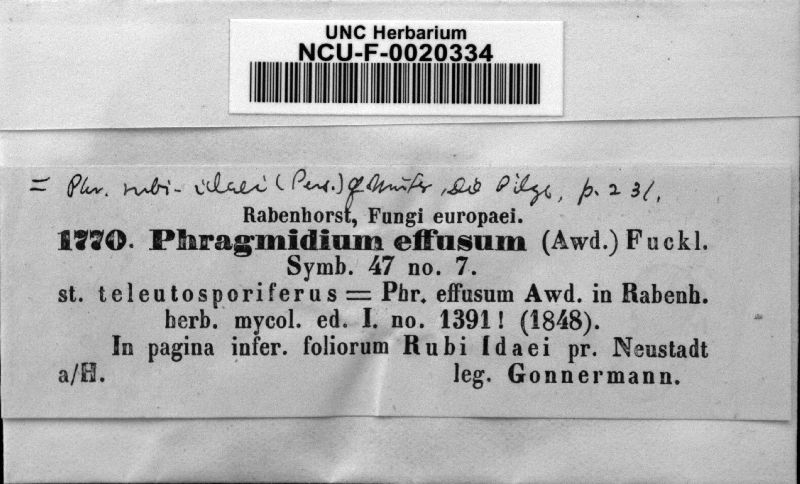 UNC Herbarium
NCU-F-0020334
= Phr. rubi-idaei (Pers.) Die Pilze, p. 231.
Rabenhorst, Fungi europaei.
1770. Phragmidium effusum (Awd.) Fuckl.
Symb. 47 no. 7.
st. teleutosporiferus = Phr. effusum Awd. in Rabenh.
herb. mycol. ed. I. no. 1391! (1848).
In pagina infer. foliorum Rubi Idaei pr. Neustadt
a/H. leg. Gonnermann.